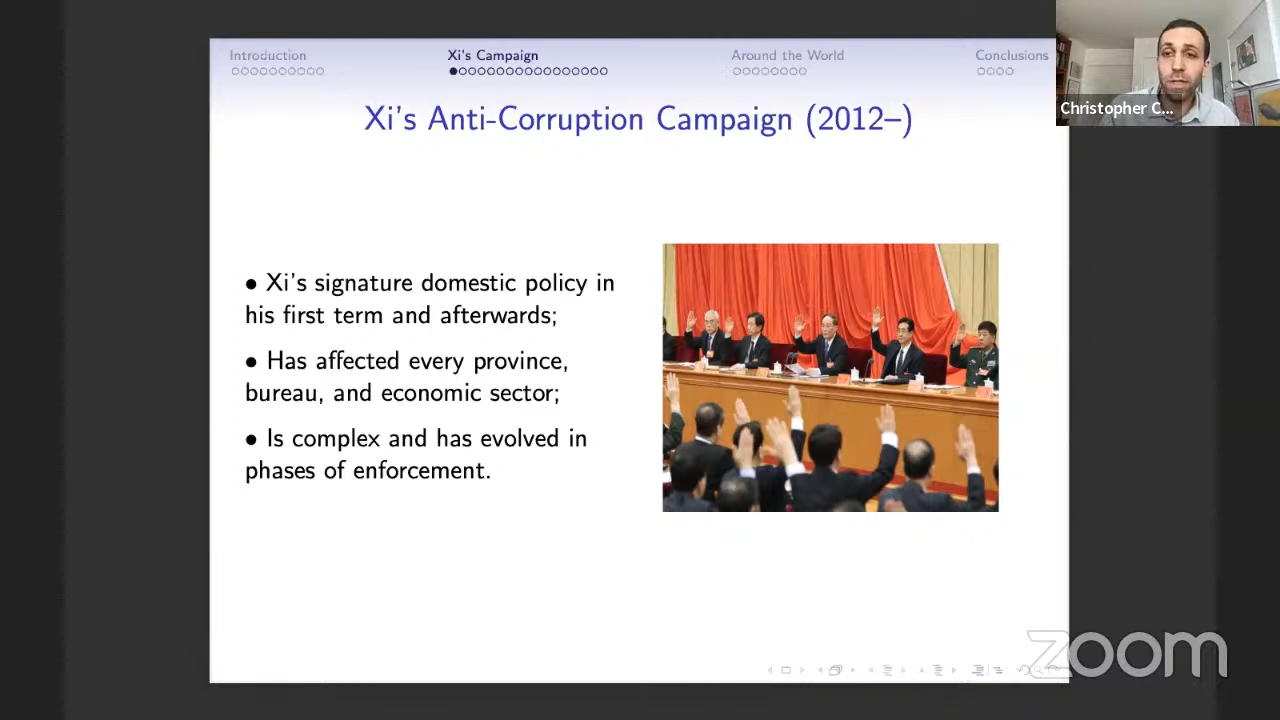 Introduction
Xi's Campaign
Around the World
Conclusions
Christopher C...
Xi's Anti-Corruption Campaign (2012–)
● Xi's signature domestic policy in
his first term and afterwards;
● Has affected every province,
bureau, and economic sector;
● Is complex and has evolved in
phases of enforcement.
zoom